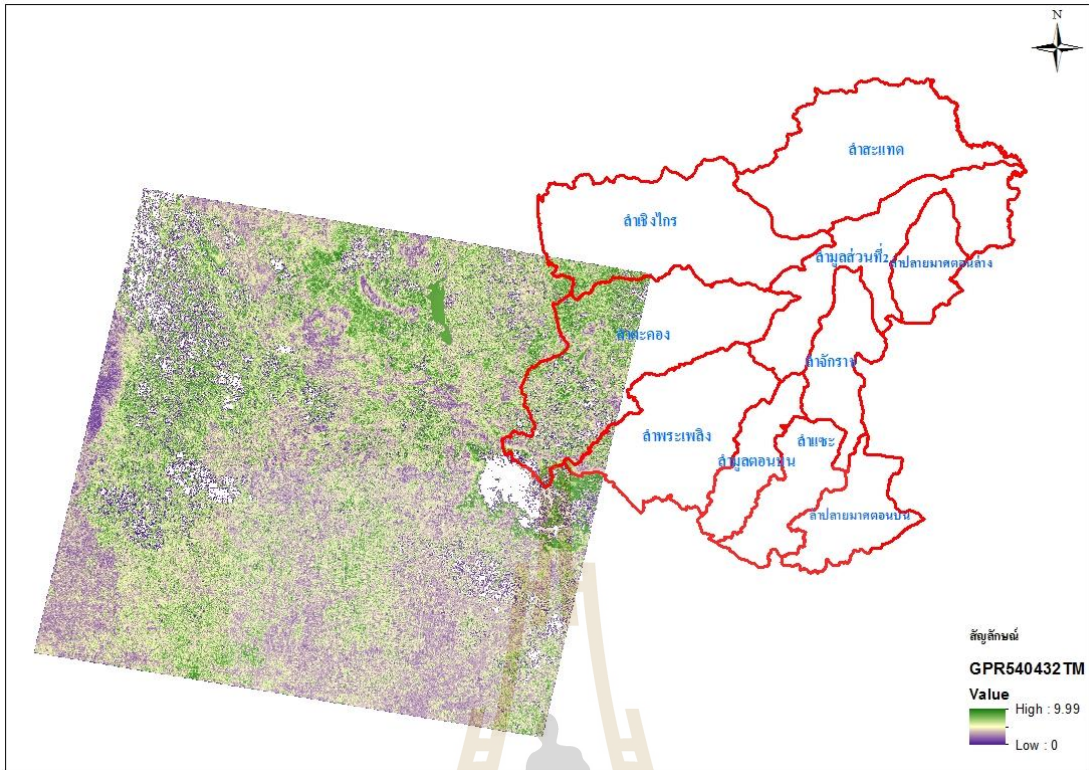 N
ลำสะแทด
ลำเชิงไกร
ลำมูลส่วนที่2
ลำปลายมาศตอนล่าง
ลำตะคอง
ลำจักราช
ลำพระเพลิง
ลำแชะ
ลำมูลตอนบน
ลำปลายมาศตอนบน
สัญลักษณ์
GPR540432TM
Value
High : 9.99
Low : 0